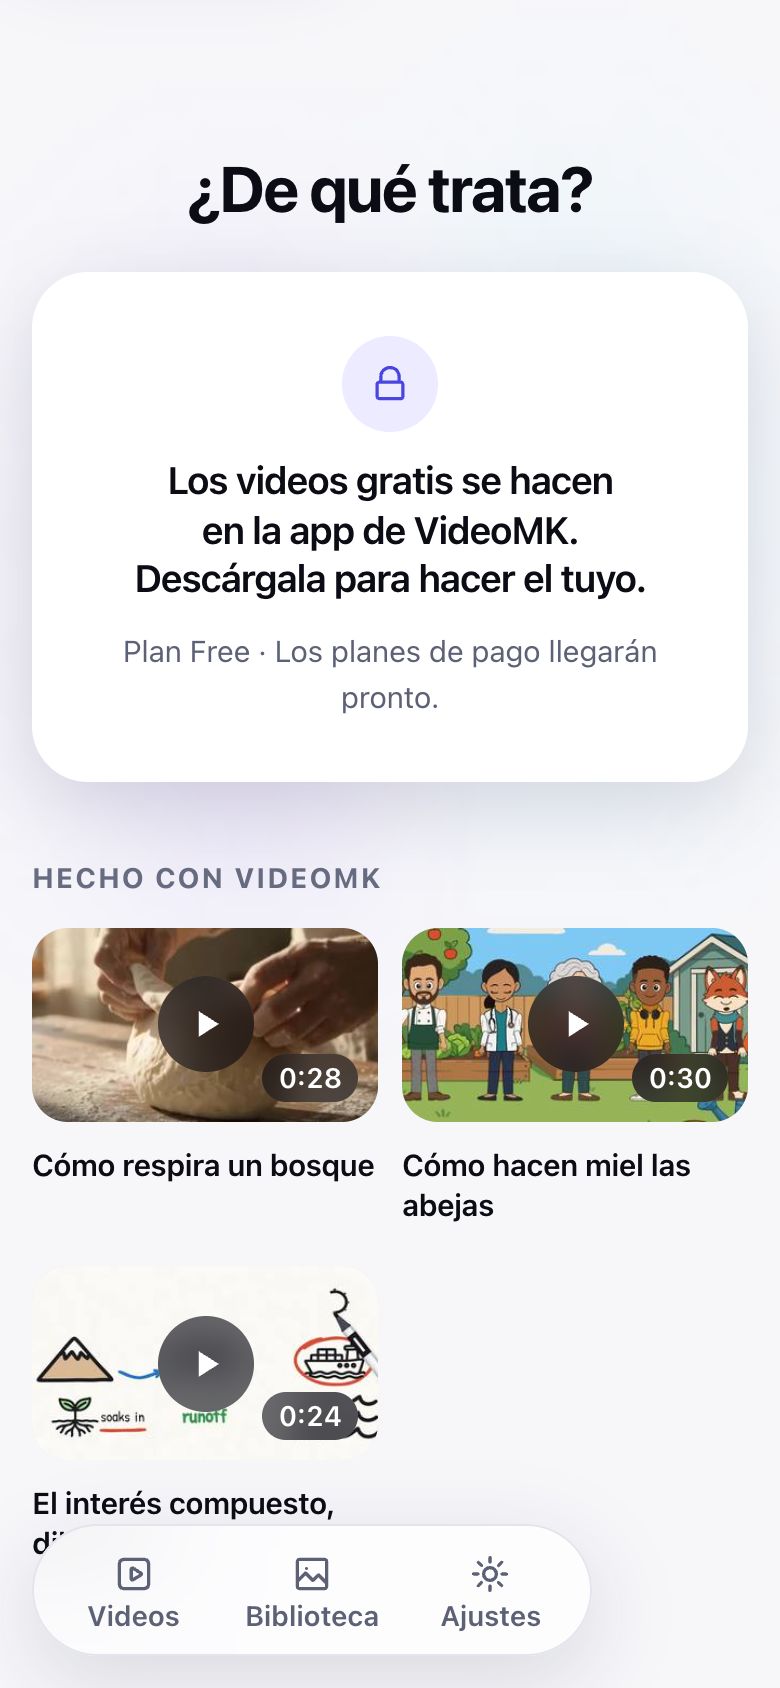 ¿De qué trata?
Los videos gratis se hacen
en la app de VideoMK.
Descárgala para hacer el tuyo.
Plan Free · Los planes de pago llegarán
pronto.
HECHO CON VIDEOMK
0:28
0:30
Cómo respira un bosque
Cómo hacen miel las
abejas
soaks in
runoff
0:24
El interés compuesto,
Videos
Biblioteca
Ajustes